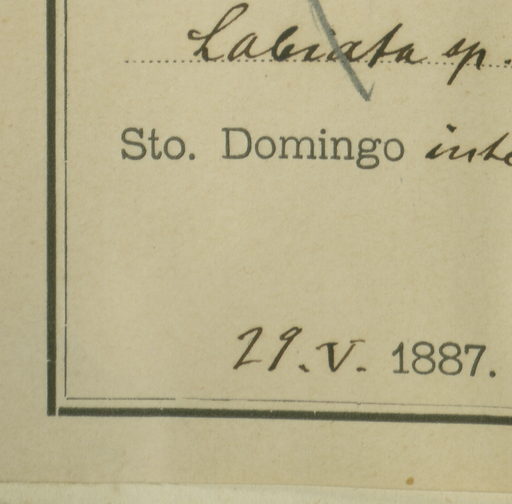 Labiata sp.
Sto. Domingo
29. V. 1887.